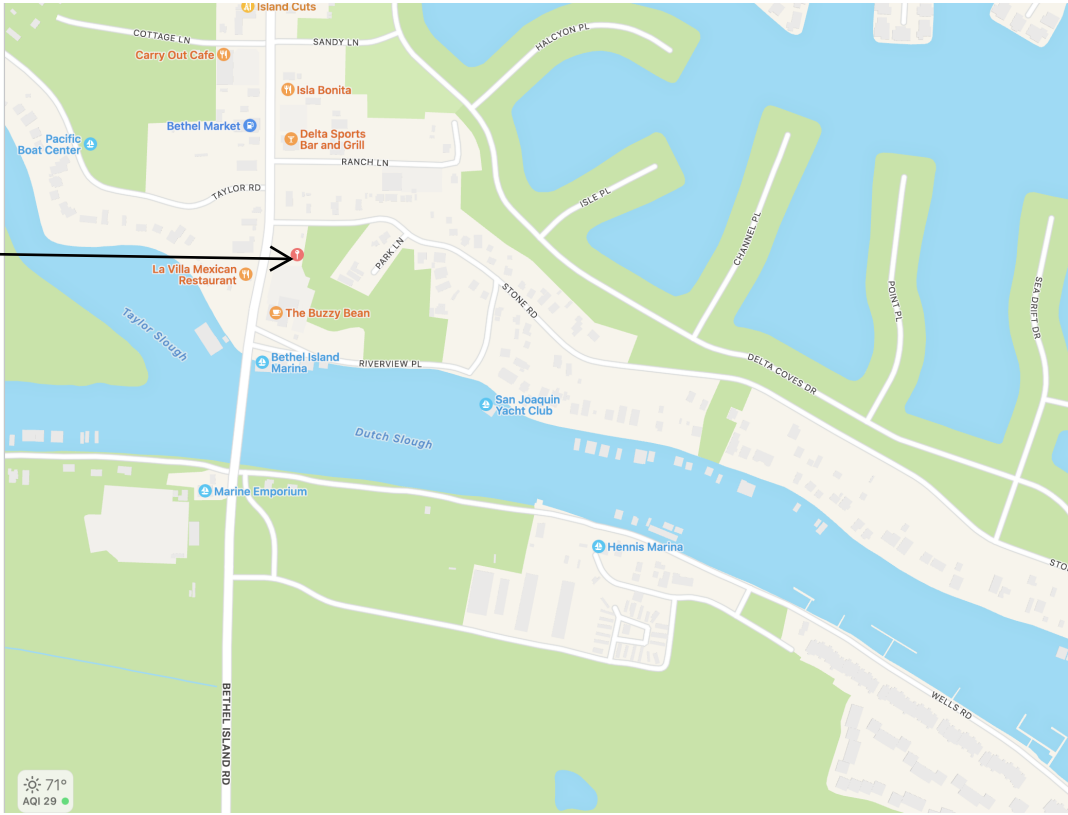 Island Cuts
COTTAGE LN
SANDY LN
HALCYON PL
Carry Out Cafe
Isla Bonita
Bethel Market
Delta Sports
Bar and Grill
Pacific
Boat Center
RANCH LN
TAYLOR RD
ISLE PL
CHANNEL PL
PARK LN
La Villa Mexican
Restaurant
STONE RD
POINT PL
SEA DRIFT DR
The Buzzy Bean
Taylor Slough
Bethel Island
Marina
RIVERVIEW PL
DELTA COVES DR
San Joaquin
Yacht Club
Dutch Slough
Marine Emporium
Hennis Marina
STO
BETHEL ISLAND RD
WELLS RD
71°
AQI 29